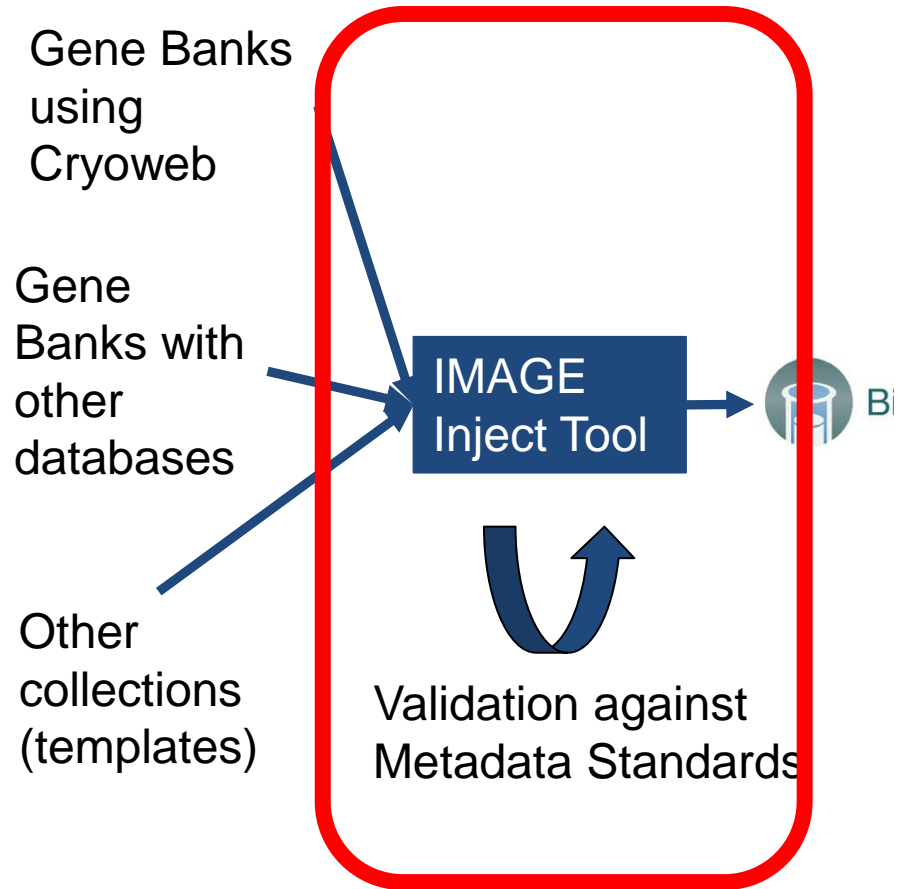 Gene Banks
using
Cryoweb
Gene
Banks with
other
databases
IMAGE
Inject Tool
Other
collections
(templates)
Validation against
Metadata Standards